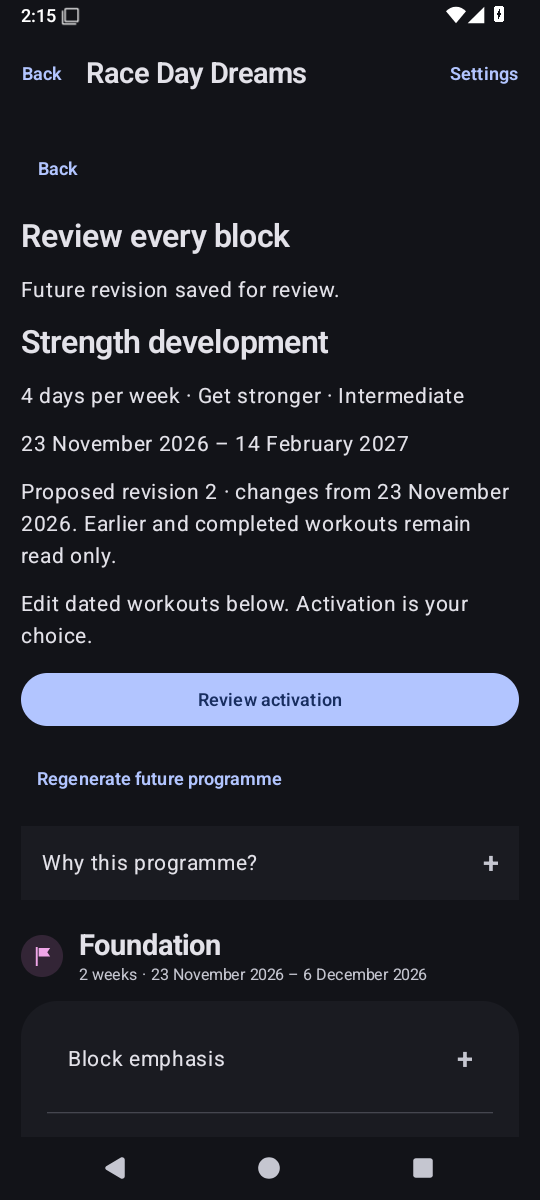 2:15
Back Race Day Dreams Settings
Back
Review every block
Future revision saved for review.
Strength development
4 days per week · Get stronger · Intermediate
23 November 2026 – 14 February 2027
Proposed revision 2 · changes from 23 November
2026. Earlier and completed workouts remain
read only.
Edit dated workouts below. Activation is your
choice.
Review activation
Regenerate future programme
Why this programme? +
Foundation
2 weeks · 23 November 2026 – 6 December 2026
Block emphasis +